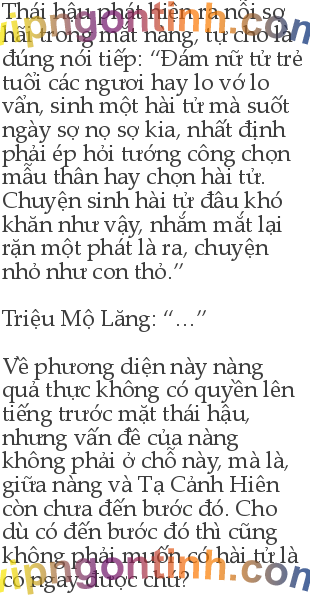 Thái hậu phát hiện ra nỗi sợ
hãi trong mắt nàng, tự cho là
đúng nói tiếp: “Đám nữ tử trẻ
tuổi các ngươi hay lo vớ lo
vẩn, sinh một hài tử mà suốt
ngày sợ nọ sợ kia, nhất định
phải ép hỏi tướng công chọn
mẫu thân hay chọn hài tử.
Chuyện sinh hài tử đâu khó
khăn như vậy, nhắm mắt lại
rặn một phát là ra, chuyện
nhỏ như con thỏ.”
Triệu Mộ Lăng: “…”
Về phương diện này nàng
quả thực không có quyền lên
tiếng trước mặt thái hậu,
nhưng vấn đề của nàng
không phải ở chỗ này, mà là,
giữa nàng và Tạ Cảnh Hiên
còn chưa đến bước đó. Cho
dù có đến bước đó thì cũng
không phải muốn có hài tử là
có ngay được chứ?
vipngontinh.com
vipngontinh.com